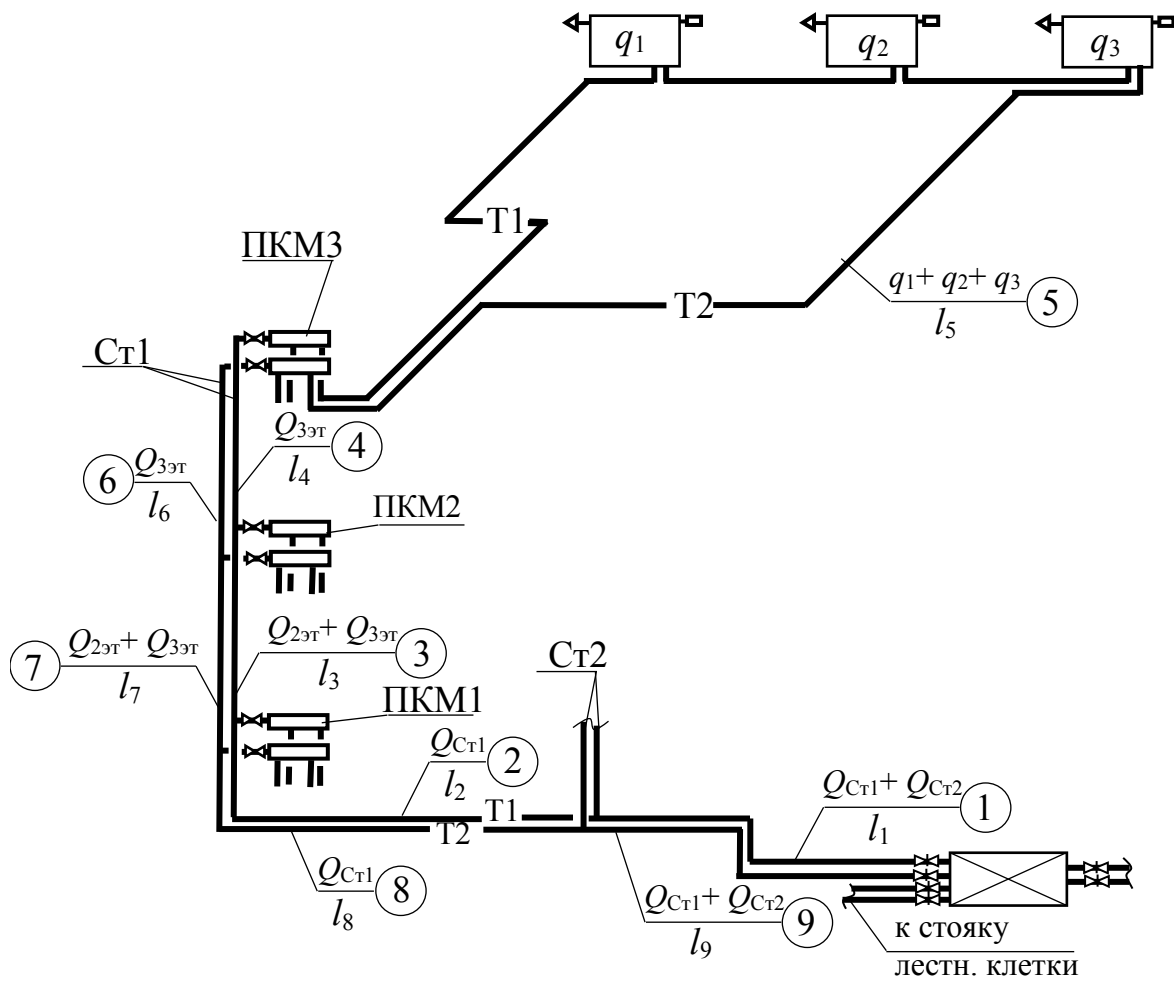 q1
q2
q3
Т1
ПКМ3
q1+ q2+ q3
5
l5
Т2
Ст1
Q3эт
4
l4
6
Q3эт
l6
ПКМ2
7
Q2эт+ Q3эт
l7
Q2эт+ Q3эт
3
l3
Ст2
ПКМ1
QСт1
2
l2
Т1
Т2
QСт1+ QСт2
1
l1
QСт1
8
l8
QСт1+ QСт2
9
l9
к стояку
лестн. клетки